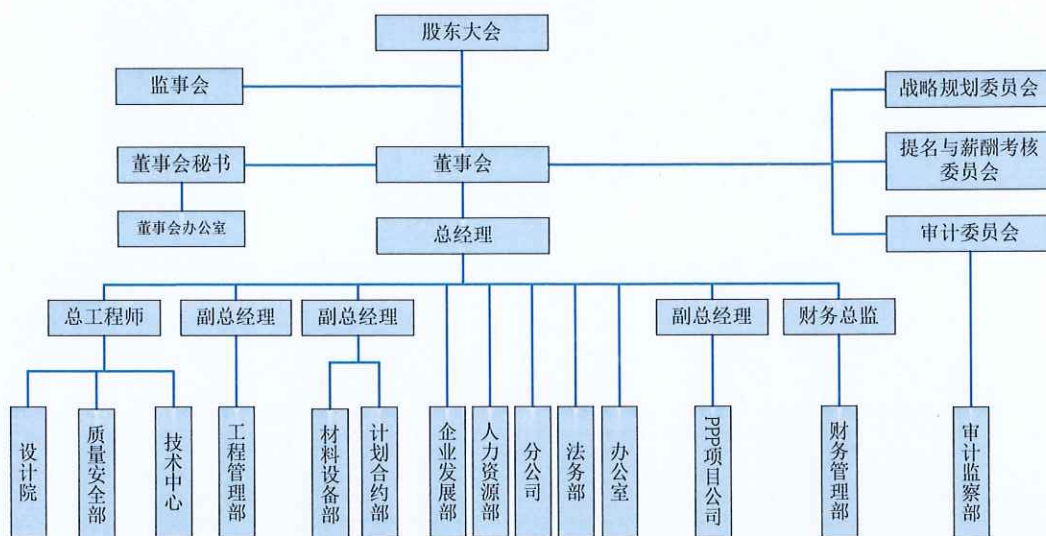 股东大会
监事会
战略规划委员会
董事会秘书
董事会
提名与薪酬考核
委员会
董事会办公室
总经理
审计委员会
总工程师
副总经理
副总经理
副总经理
财务总监
设计院
质量安全部
技术中心
工程管理部
材料设备部
计划合约部
企业发展部
人力资源部
分公司
法务部
办公室
PPP项目公司
财务管理部
审计监察部